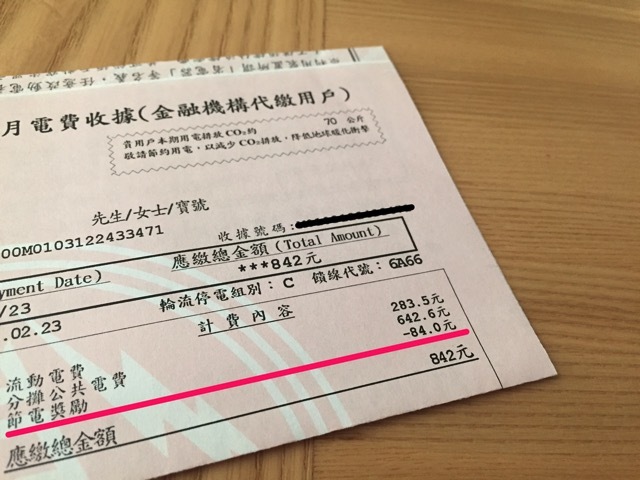 月電費收據(金融機構代繳用戶)
貴用戶本期用電排放CO₂約 70 公斤
敬請節約用電,以減少CO₂排放,降低地球暖化衝擊
先生/女士/寶號
00M0103122433471
收據號碼:
yment Date)
應繳總金額(Total Amount)
/23
***842元
.02.23
輪流停電組別:C 饋線代號:6A66
計費內容
流動電費 283.5元
分攤公共電費 642.6元
節電獎勵 -84.0元
應繳總金額 842元